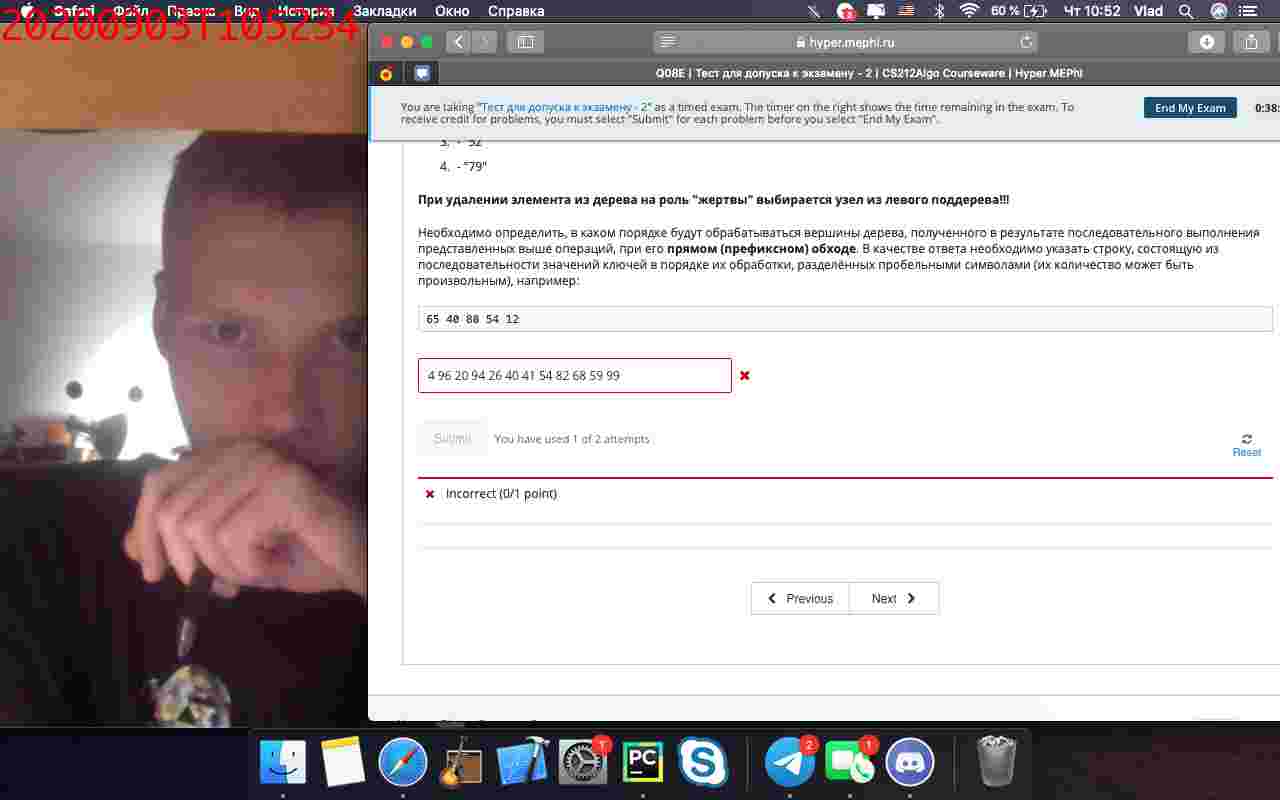 Safari Файл Правка Вид История Закладки Окно Справка 60 % Чт 10:52 Vlad
20200903T105234
hyper.mephi.ru
Q08E | Тест для допуска к экзамену - 2 | CS212Algo Courseware | Hyper.MEPhI
You are taking "Тест для допуска к экзамену - 2" as a timed exam. The timer on the right shows the time remaining in the exam. To
receive credit for problems, you must select "Submit" for each problem before you select "End My Exam".
End My Exam
0:38:
3. - "52"
4. - "79"
При удалении элемента из дерева на роль "жертвы" выбирается узел из левого поддерева!!!
Необходимо определить, в каком порядке будут обрабатываться вершины дерева, полученного в результате последовательного выполнения
представленных выше операций, при его прямом (префиксном) обходе. В качестве ответа необходимо указать строку, состоящую из
последовательности значений ключей в порядке их обработки, разделённых пробельными символами (их количество может быть
произвольным), например:
65 40 80 54 12
4 96 20 94 26 40 41 54 82 68 59 99
Submit
You have used 1 of 2 attempts
Reset
Incorrect (0/1 point)
Previous
Next
1
PC
2
1